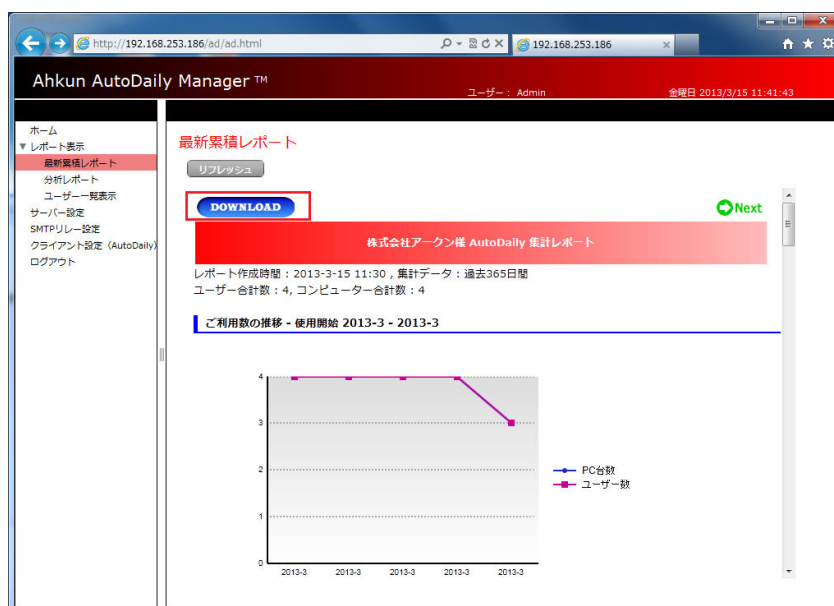 http://192.168.253.186/ad/ad.html
192.168.253.186
Ahkun AutoDaily Manager ™
ユーザー： Admin
金曜日 2013/3/15 11:41:43
ホーム
▼ レポート表示
最新累積レポート
分析レポート
ユーザー一覧表示
サーバー設定
SMTPリレー設定
クライアント設定（AutoDaily）
ログアウト
最新累積レポート
リフレッシュ
DOWNLOAD
Next
株式会社アークン様 AutoDaily 集計レポート
レポート作成時間：2013-3-15 11:30 , 集計データ：過去365日間
ユーザー合計数：4, コンピューター合計数：4
ご利用数の推移 - 使用開始 2013-3 - 2013-3
4
3
2
1
0
2013-3 2013-3 2013-3 2013-3 2013-3
PC台数
ユーザー数